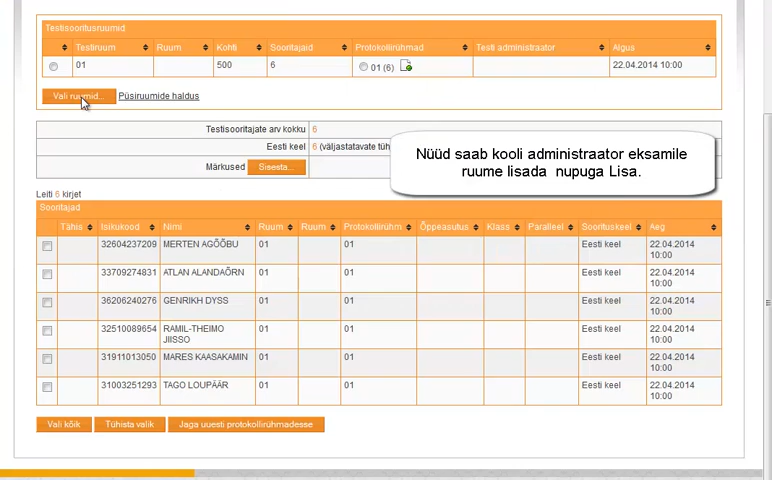 Testisooritusruumid
Testiruum Ruum Kohti Sooritajaid Protokollirühmad Testi administraator Algus
01 500 6 01 (6) 22.04.2014 10:00
Vali ruumid... Püsiruumide haldus
Testisooritajate arv kokku 6
Eesti keel 6 (väljastatavate tüh
Märkused Sisesta...
Nüüd saab kooli administraator eksamile
ruume lisada nupuga Lisa.
Leiti 6 kirjet
Sooritajad
Tähis Isikukood Nimi Ruum Ruum Protokollirühm Õppeasutus Klass Paralleel Soorituskeel Aeg
32604237209 MERTEN AGÕÕBU 01 01 Eesti keel 22.04.2014
10:00
33709274831 ATLAN ALANDAÕRN 01 01 Eesti keel 22.04.2014
10:00
36206240276 GENRIKH DYSS 01 01 Eesti keel 22.04.2014
10:00
32510089654 RAMIL-THEIMO 01 01 Eesti keel 22.04.2014
JIISSO 10:00
31911013050 MARES KAASAKAMIN 01 01 Eesti keel 22.04.2014
10:00
31003251293 TAGO LOUPÄÄR 01 01 Eesti keel 22.04.2014
10:00
Vali kõik Tühista valik Jaga uuesti protokollirühmadesse